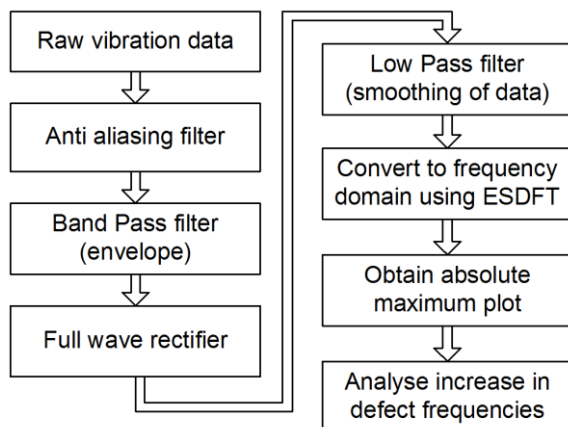 Raw vibration data
Anti aliasing filter
Band Pass filter
(envelope)
Full wave rectifier
Low Pass filter
(smoothing of data)
Convert to frequency
domain using ESDFT
Obtain absolute
maximum plot
Analyse increase in
defect frequencies